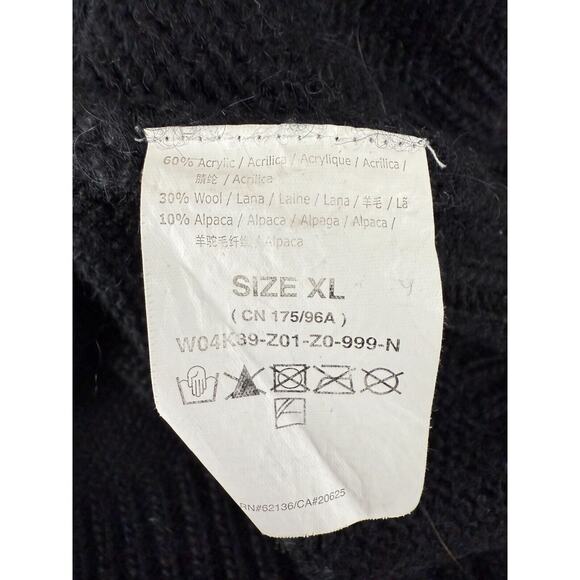 60% Acrylic / Acrilica / Acrylique / Acrilica /
腈纶 / Acrilica
30% Wool / Lana / Laine / Lana / 羊毛 / Lã
10% Alpaca / Alpaca / Alpaga / Alpaca /
羊驼毛纤维 / Alpaca
SIZE XL
( CN 175/96A )
W04K39-Z01-Z0-999-N
RN#62136/CA#20625